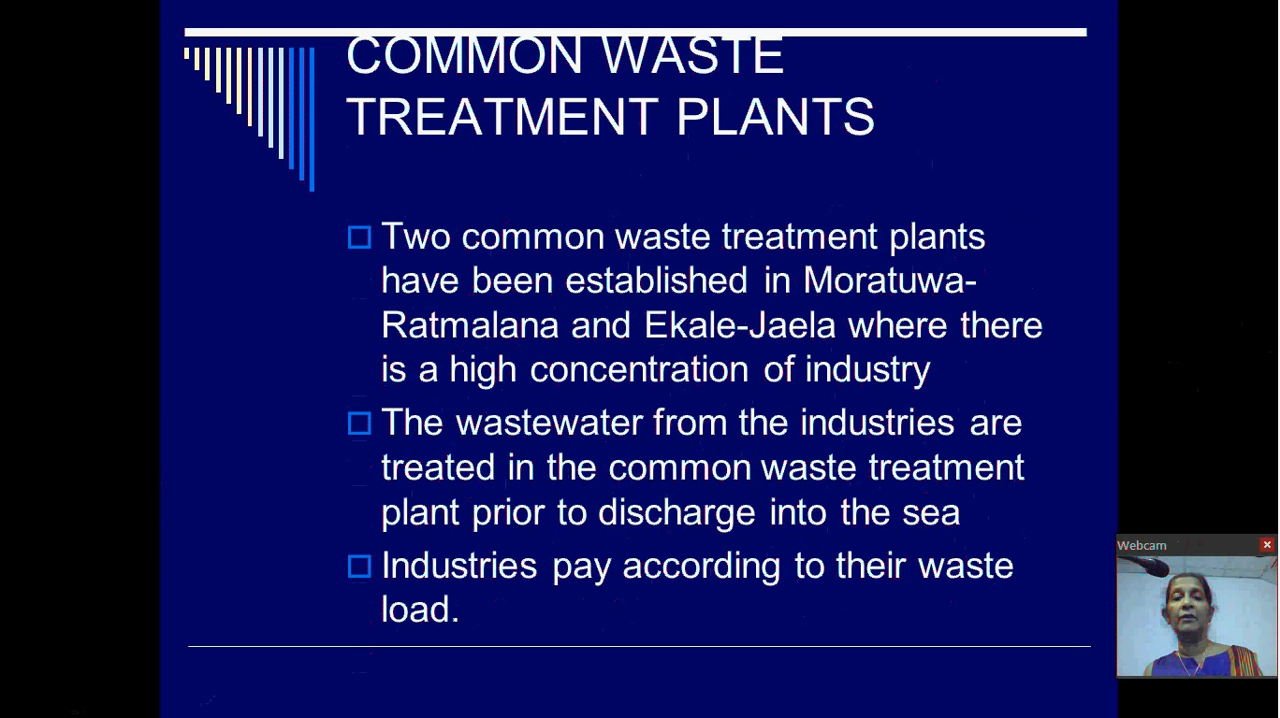 COMMON WASTE
TREATMENT PLANTS
Two common waste treatment plants
have been established in Moratuwa-
Ratmalana and Ekale-Jaela where there
is a high concentration of industry
The wastewater from the industries are
treated in the common waste treatment
plant prior to discharge into the sea
Industries pay according to their waste
load.
Webcam